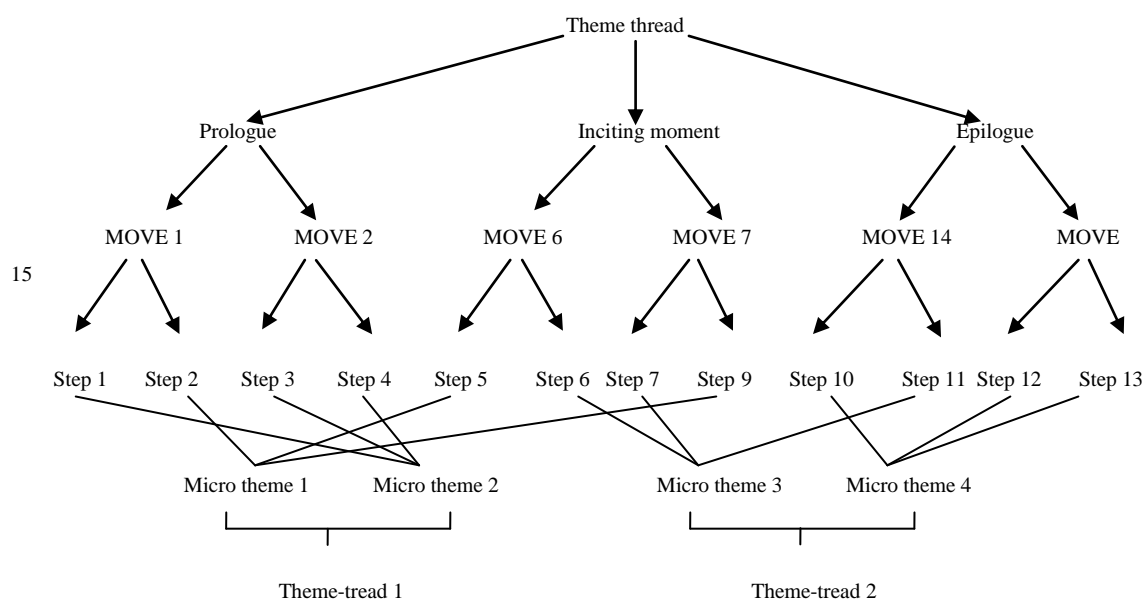 Theme thread
Prologue Inciting moment Epilogue
MOVE 1 MOVE 2 MOVE 6 MOVE 7 MOVE 14 MOVE
15
Step 1 Step 2 Step 3 Step 4 Step 5 Step 6 Step 7 Step 9 Step 10 Step 11 Step 12 Step 13
Micro theme 1 Micro theme 2 Micro theme 3 Micro theme 4
Theme-tread 1 Theme-tread 2